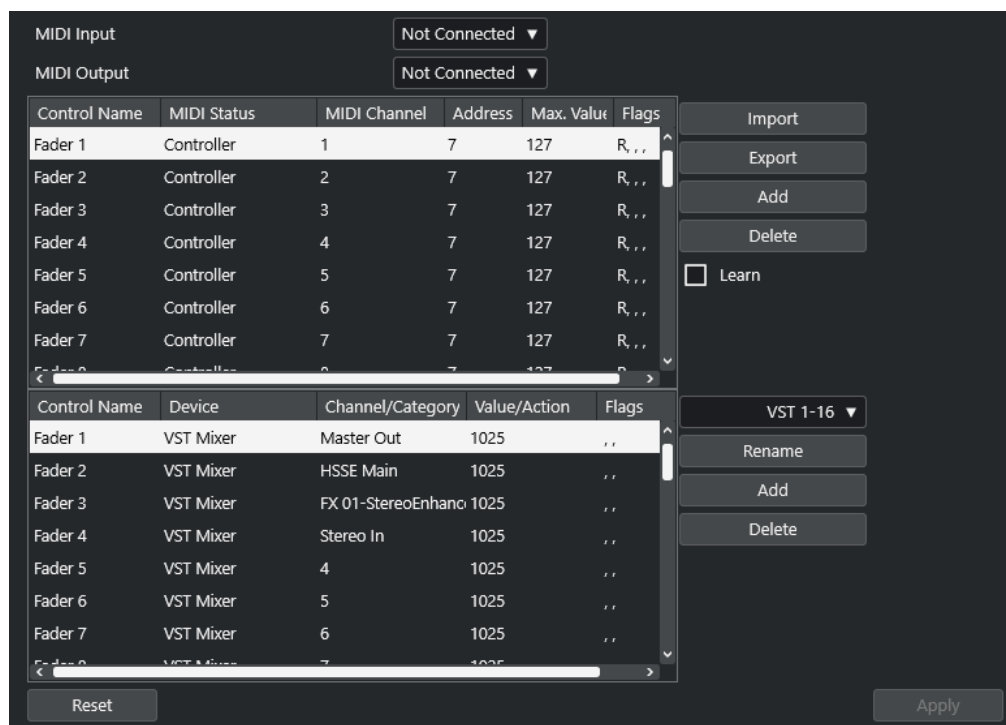 MIDI Input Not Connected ▼
MIDI Output Not Connected ▼
Control Name MIDI Status MIDI Channel Address Max. Value Flags
Import
Fader 1 Controller 1 7 127 R, , ,
Export
Fader 2 Controller 2 7 127 R, , ,
Add
Fader 3 Controller 3 7 127 R, , ,
Delete
Fader 4 Controller 4 7 127 R, , ,
Fader 5 Controller 5 7 127 R, , ,
Learn
Fader 6 Controller 6 7 127 R, , ,
Fader 7 Controller 7 7 127 R, , ,
Control Name Device Channel/Category Value/Action Flags
VST 1-16 ▼
Fader 1 VST Mixer Master Out 1025 , ,
Rename
Fader 2 VST Mixer HSSE Main 1025 , ,
Add
Fader 3 VST Mixer FX 01-StereoEnhanc 1025 , ,
Delete
Fader 4 VST Mixer Stereo In 1025 , ,
Fader 5 VST Mixer 4 1025 , ,
Fader 6 VST Mixer 5 1025 , ,
Fader 7 VST Mixer 6 1025 , ,
Reset Apply